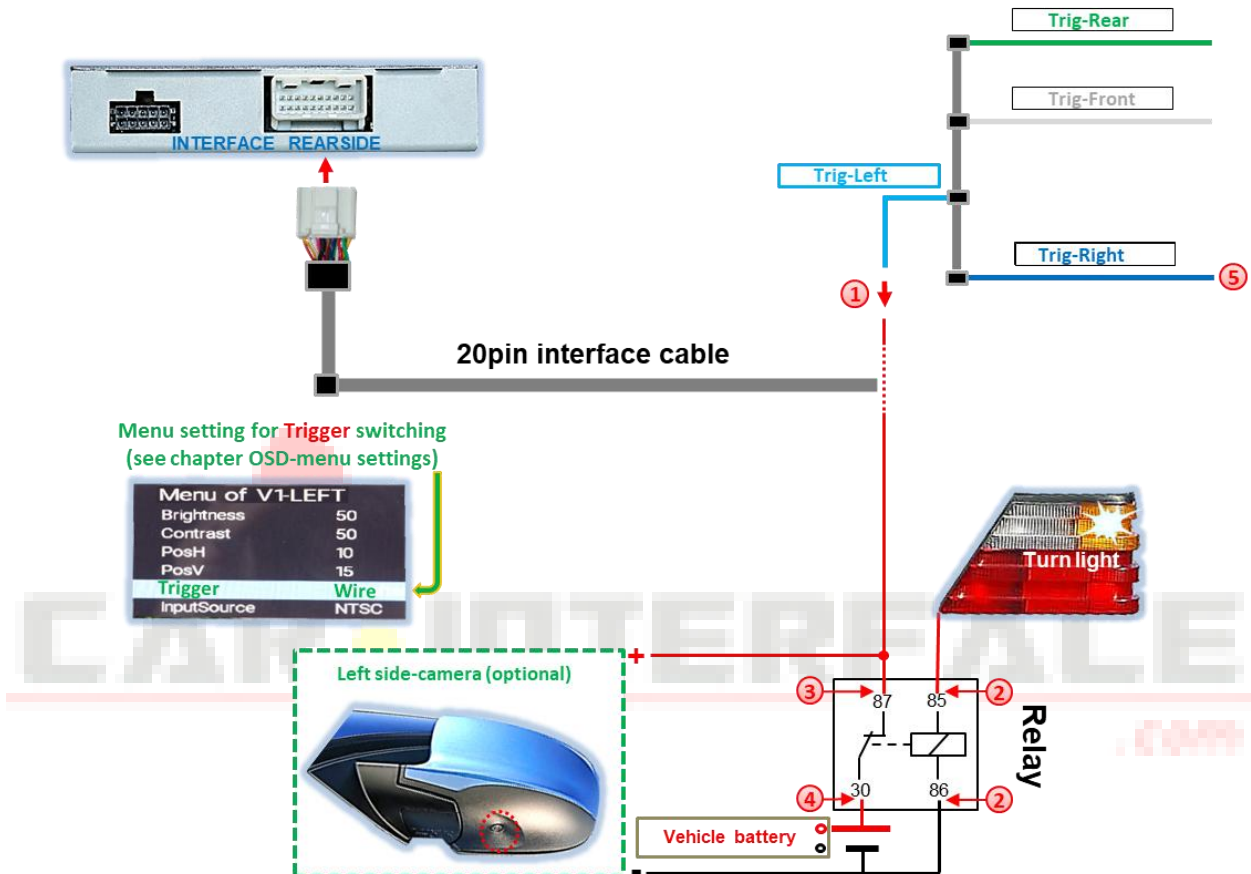 Trig-Rear
Trig-Front
INTERFACE REARSIDE
Trig-Left
Trig-Right
5
1
20pin interface cable
Menu setting for Trigger switching
(see chapter OSD-menu settings)
Menu of V1-LEFT
Brightness 50
Contrast 50
PosH 10
PosV 15
Trigger Wire
InputSource NTSC
Turn light
CAR INTERFACE
.com
+
Left side-camera (optional)
3
87
85
2
Relay
4
30
86
2
Vehicle battery
-